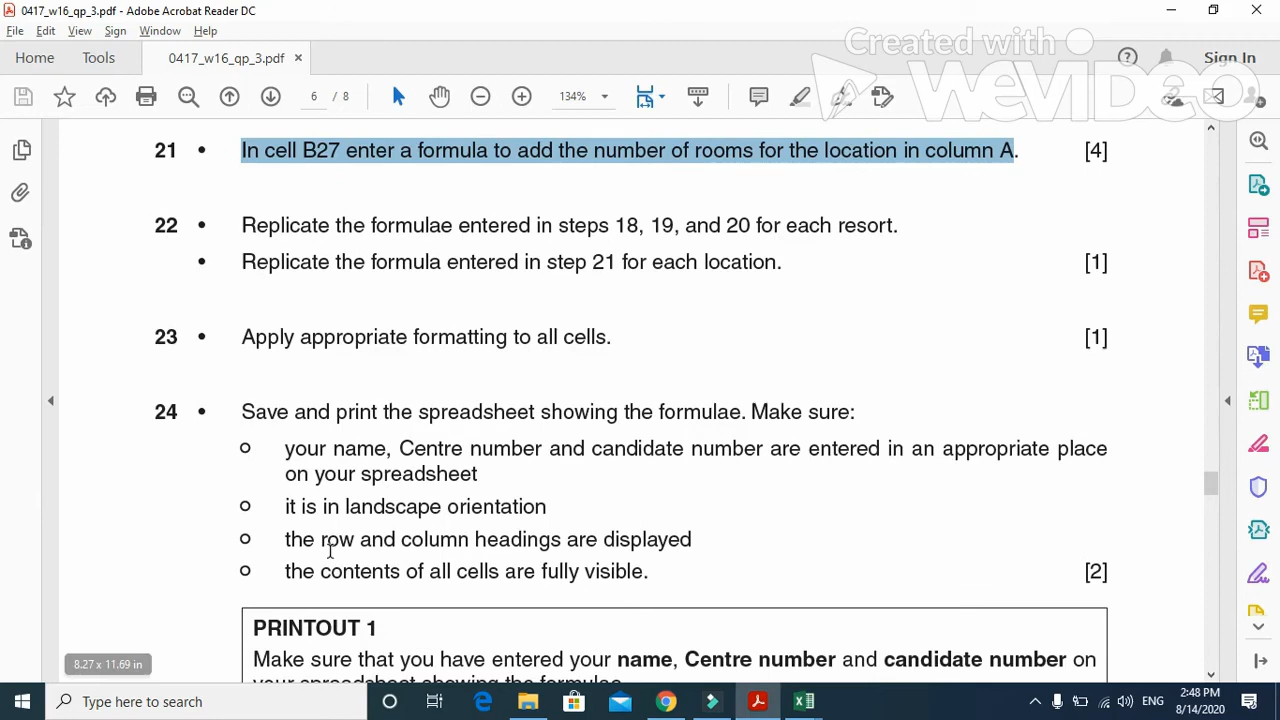 0417_w16_qp_3.pdf - Adobe Acrobat Reader DC
File Edit View Window Help
Created with
WeVideo
Home Tools 0417_w16_qp_3.pdf × Sign In
6 / 8 134%
21 • In cell B27 enter a formula to add the number of rooms for the location in column A. [4]
22 • Replicate the formulae entered in steps 18, 19, and 20 for each resort.
• Replicate the formula entered in step 21 for each location. [1]
23 • Apply appropriate formatting to all cells. [1]
24 • Save and print the spreadsheet showing the formulae. Make sure:
your name, Centre number and candidate number are entered in an appropriate place
on your spreadsheet
it is in landscape orientation
the row and column headings are displayed
the contents of all cells are fully visible. [2]
PRINTOUT 1
Make sure that you have entered your name, Centre number and candidate number on
your spreadsheet showing the formulae.
8.27 x 11.69 in
Type here to search
ENG
2:48 PM
8/14/2020